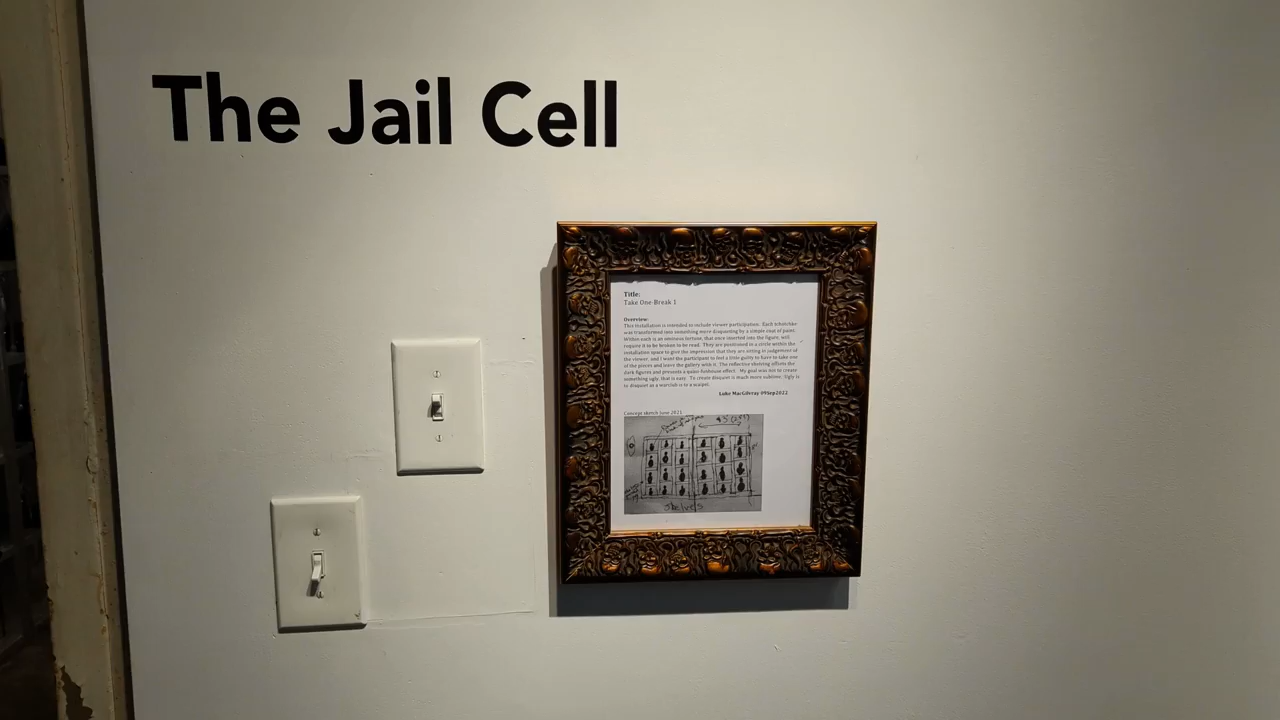 The Jail Cell
Title:
Take One-Break 1
Overview:
This installation is intended to include viewer participation. Each tchotchke
was transformed into something more disquieting by a simple coat of paint.
Within each is an ominous fortune, that once inserted into the figure, will
require it to be broken to be read. They are positioned in a circle within the
installation space to give the impression that they are sitting in judgement of
the viewer, and I want the participant to feel a little guilty to have to take one
of the pieces and leave the gallery with it. The reflective shelving affords the
dark figures and presents a quiet funhouse effect. My goal was not to create
something ugly, that is easy. To create disquiet is much more sublime. Ugly is
to disquiet as a warclub is to a scalpel.
Luke MacGilvray 09Sep2022
Concept sketch June 2021
shelves